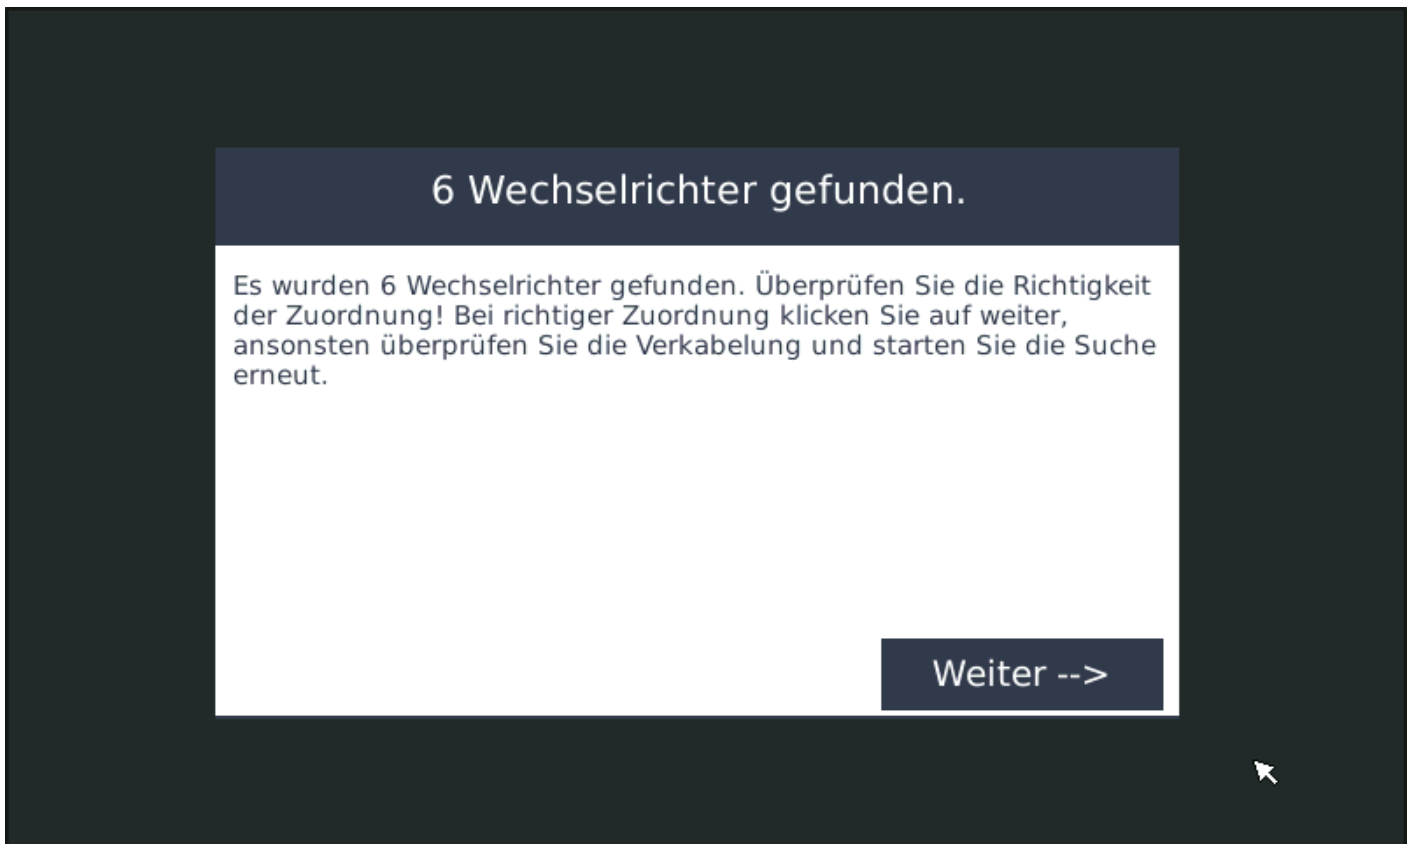 6 Wechselrichter gefunden.
Es wurden 6 Wechselrichter gefunden. Überprüfen Sie die Richtigkeit
der Zuordnung! Bei richtiger Zuordnung klicken Sie auf weiter,
ansonsten überprüfen Sie die Verkabelung und starten Sie die Suche
erneut.
Weiter -->